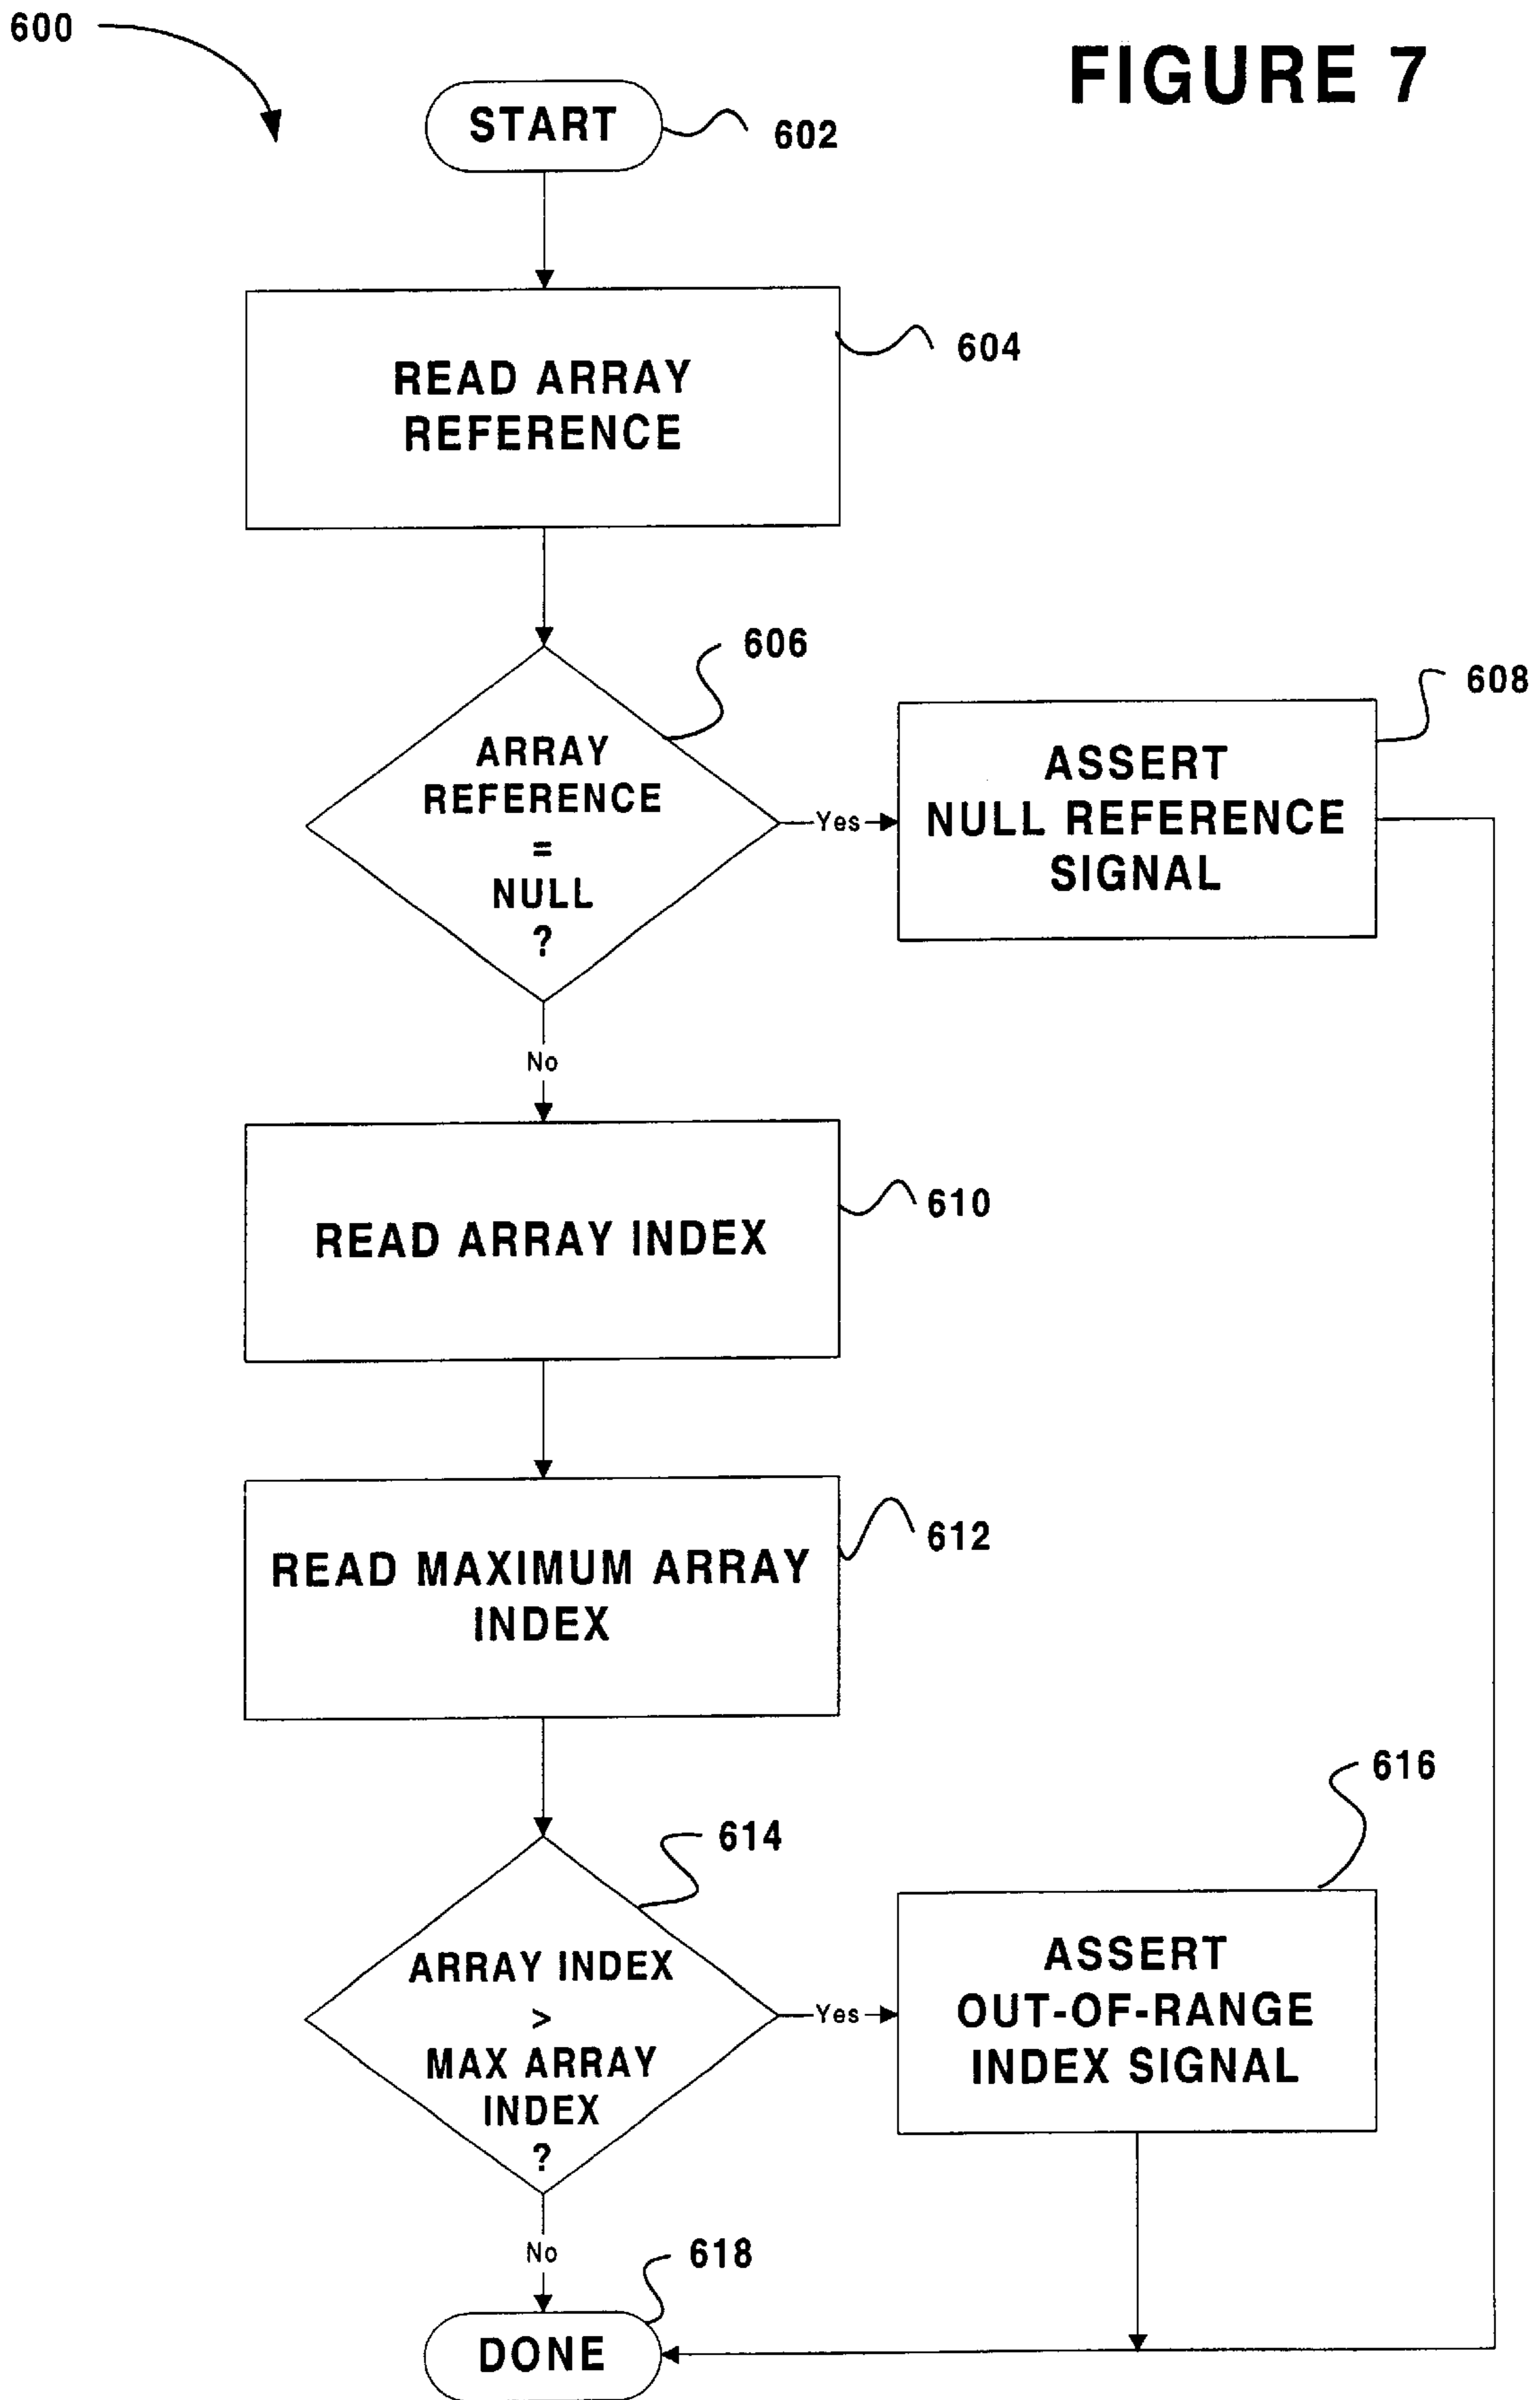 600
FIGURE 7
START
602
READ ARRAY
REFERENCE
604
606
ARRAY
REFERENCE
=
NULL
?
Yes
608
ASSERT
NULL REFERENCE
SIGNAL
No
READ ARRAY INDEX
610
READ MAXIMUM ARRAY
INDEX
612
614
ARRAY INDEX
>
MAX ARRAY
INDEX
?
Yes
616
ASSERT
OUT-OF-RANGE
INDEX SIGNAL
No
618
DONE